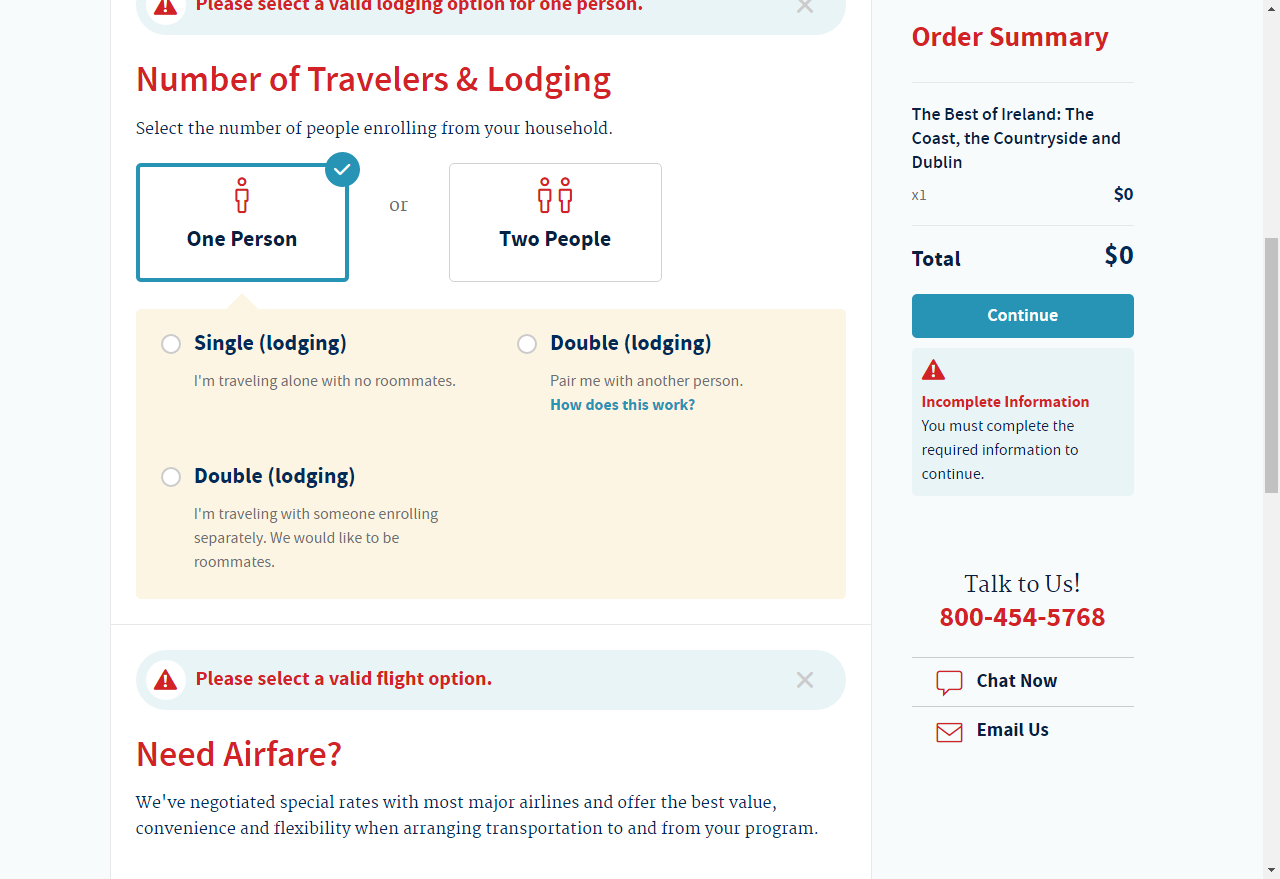 Please select a valid lodging option for one person.
Number of Travelers & Lodging
Select the number of people enrolling from your household.
One Person
or
Two People
Single (lodging)
I'm traveling alone with no roommates.
Double (lodging)
Pair me with another person.
How does this work?
Double (lodging)
I'm traveling with someone enrolling
separately. We would like to be
roommates.
Please select a valid flight option.
Need Airfare?
We've negotiated special rates with most major airlines and offer the best value,
convenience and flexibility when arranging transportation to and from your program.
Order Summary
The Best of Ireland: The
Coast, the Countryside and
Dublin
x1 $0
Total $0
Continue
Incomplete Information
You must complete the
required information to
continue.
Talk to Us!
800-454-5768
Chat Now
Email Us